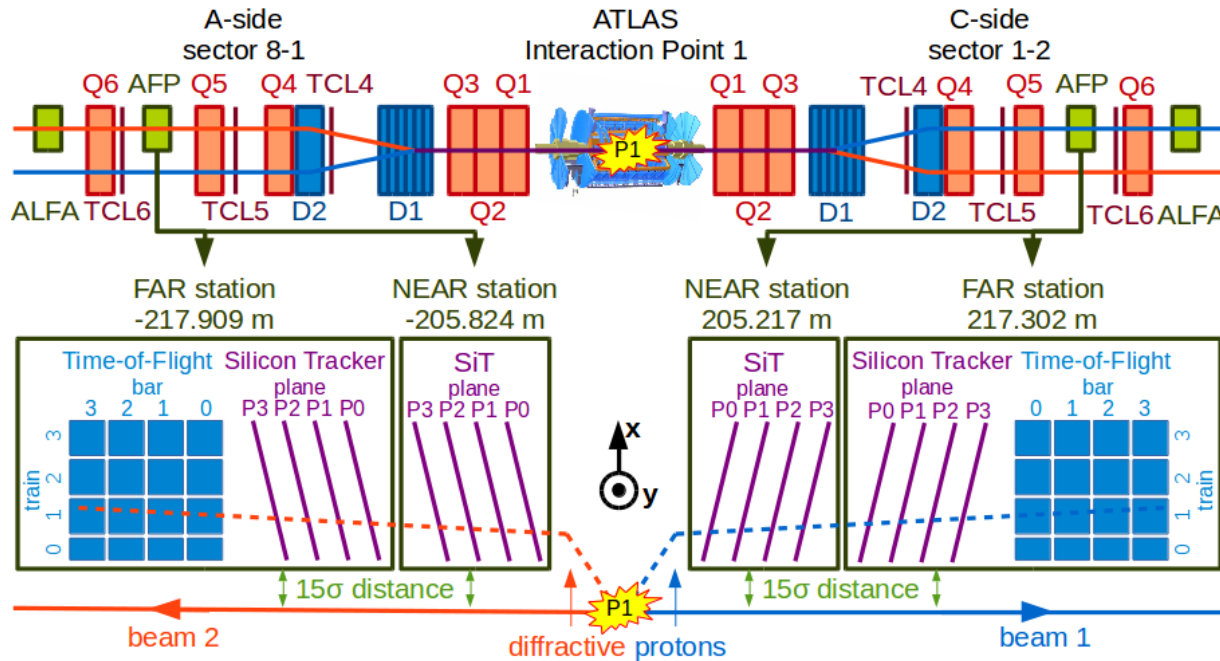 A-side
sector 8-1
ATLAS
Interaction Point 1
C-side
sector 1-2
Q6 AFP Q5 Q4 TCL4 Q3 Q1
Q1 Q3 TCL4 Q4 Q5 AFP Q6
P1
ALFA TCL6 TCL5 D2 D1 Q2
Q2 D1 D2 TCL5 TCL6 ALFA
FAR station
-217.909 m
NEAR station
-205.824 m
NEAR station
205.217 m
FAR station
217.302 m
Time-of-Flight
bar
3 2 1 0
train
3
2
1
0
Silicon Tracker
plane
P3 P2 P1 P0
SiT
plane
P3 P2 P1 P0
x
y
SiT
plane
P0 P1 P2 P3
Silicon Tracker
plane
P0 P1 P2 P3
Time-of-Flight
bar
0 1 2 3
3
2
1
0
train
15σ distance
15σ distance
P1
beam 2
diffractive protons
beam 1